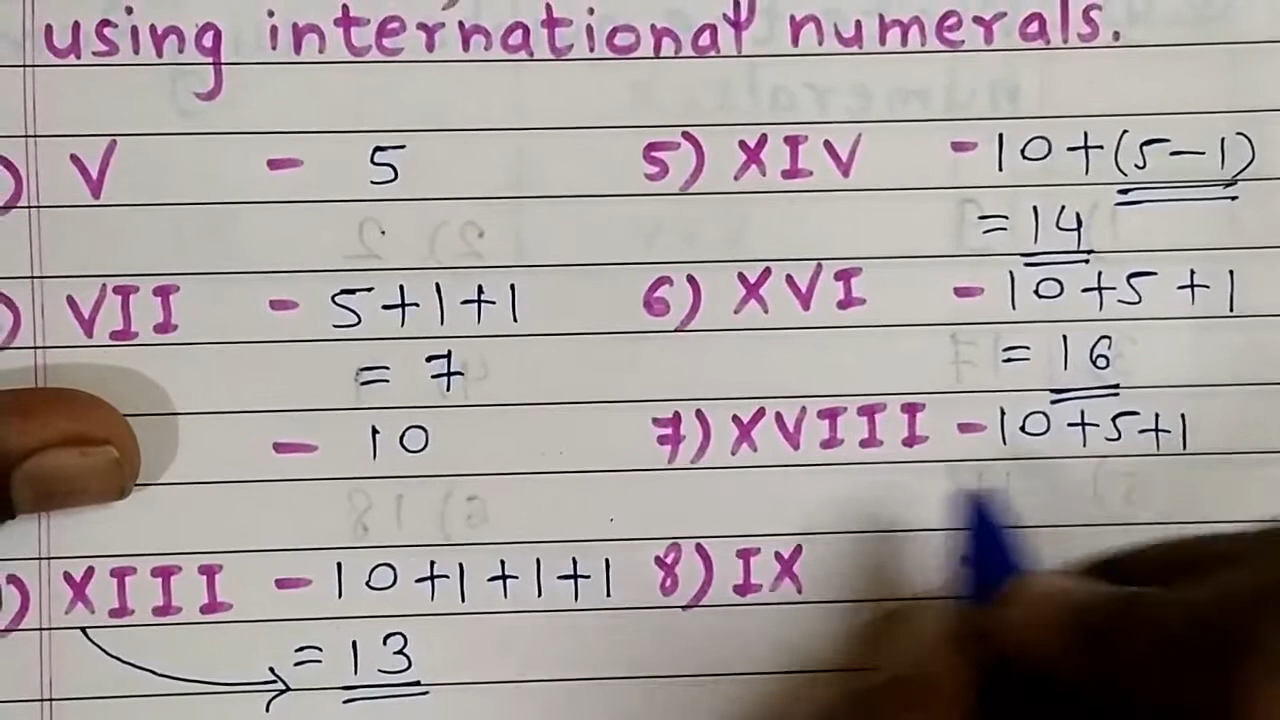 using international numerals.
) V - 5
) VII - 5+1+1
= 7
- 10
) XIII - 10+1+1+1
= 13
5) XIV - 10+(5-1)
= 14
6) XVI - 10+5+1
= 16
7) XVIII - 10+5+1
8) IX